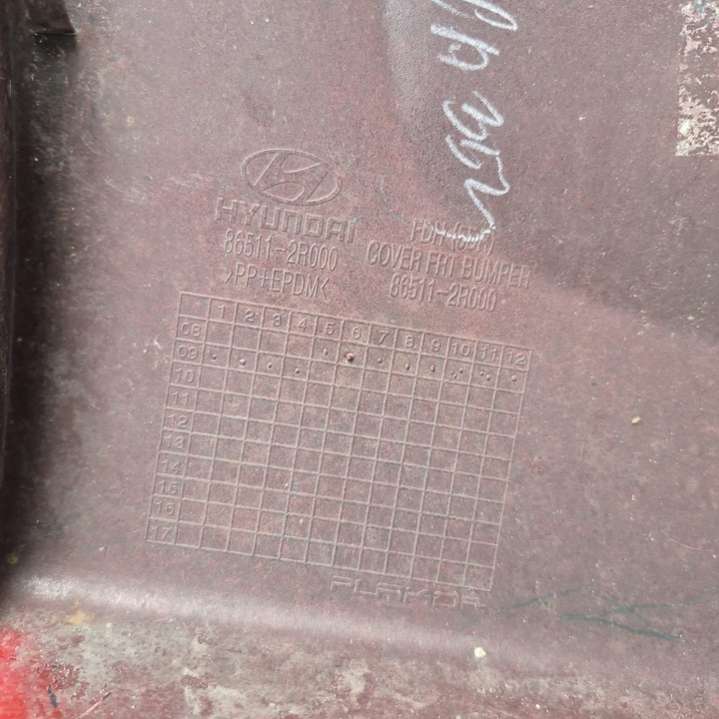 HYUNDAI
86511-2R000
>PP+EPDM<
COVER FRT BUMPER
86511-2R000
1 2 3 4 5 6 7 8 9 10 11 12
08
09
10
11
12
13
14
15
16
17
PLAKOR